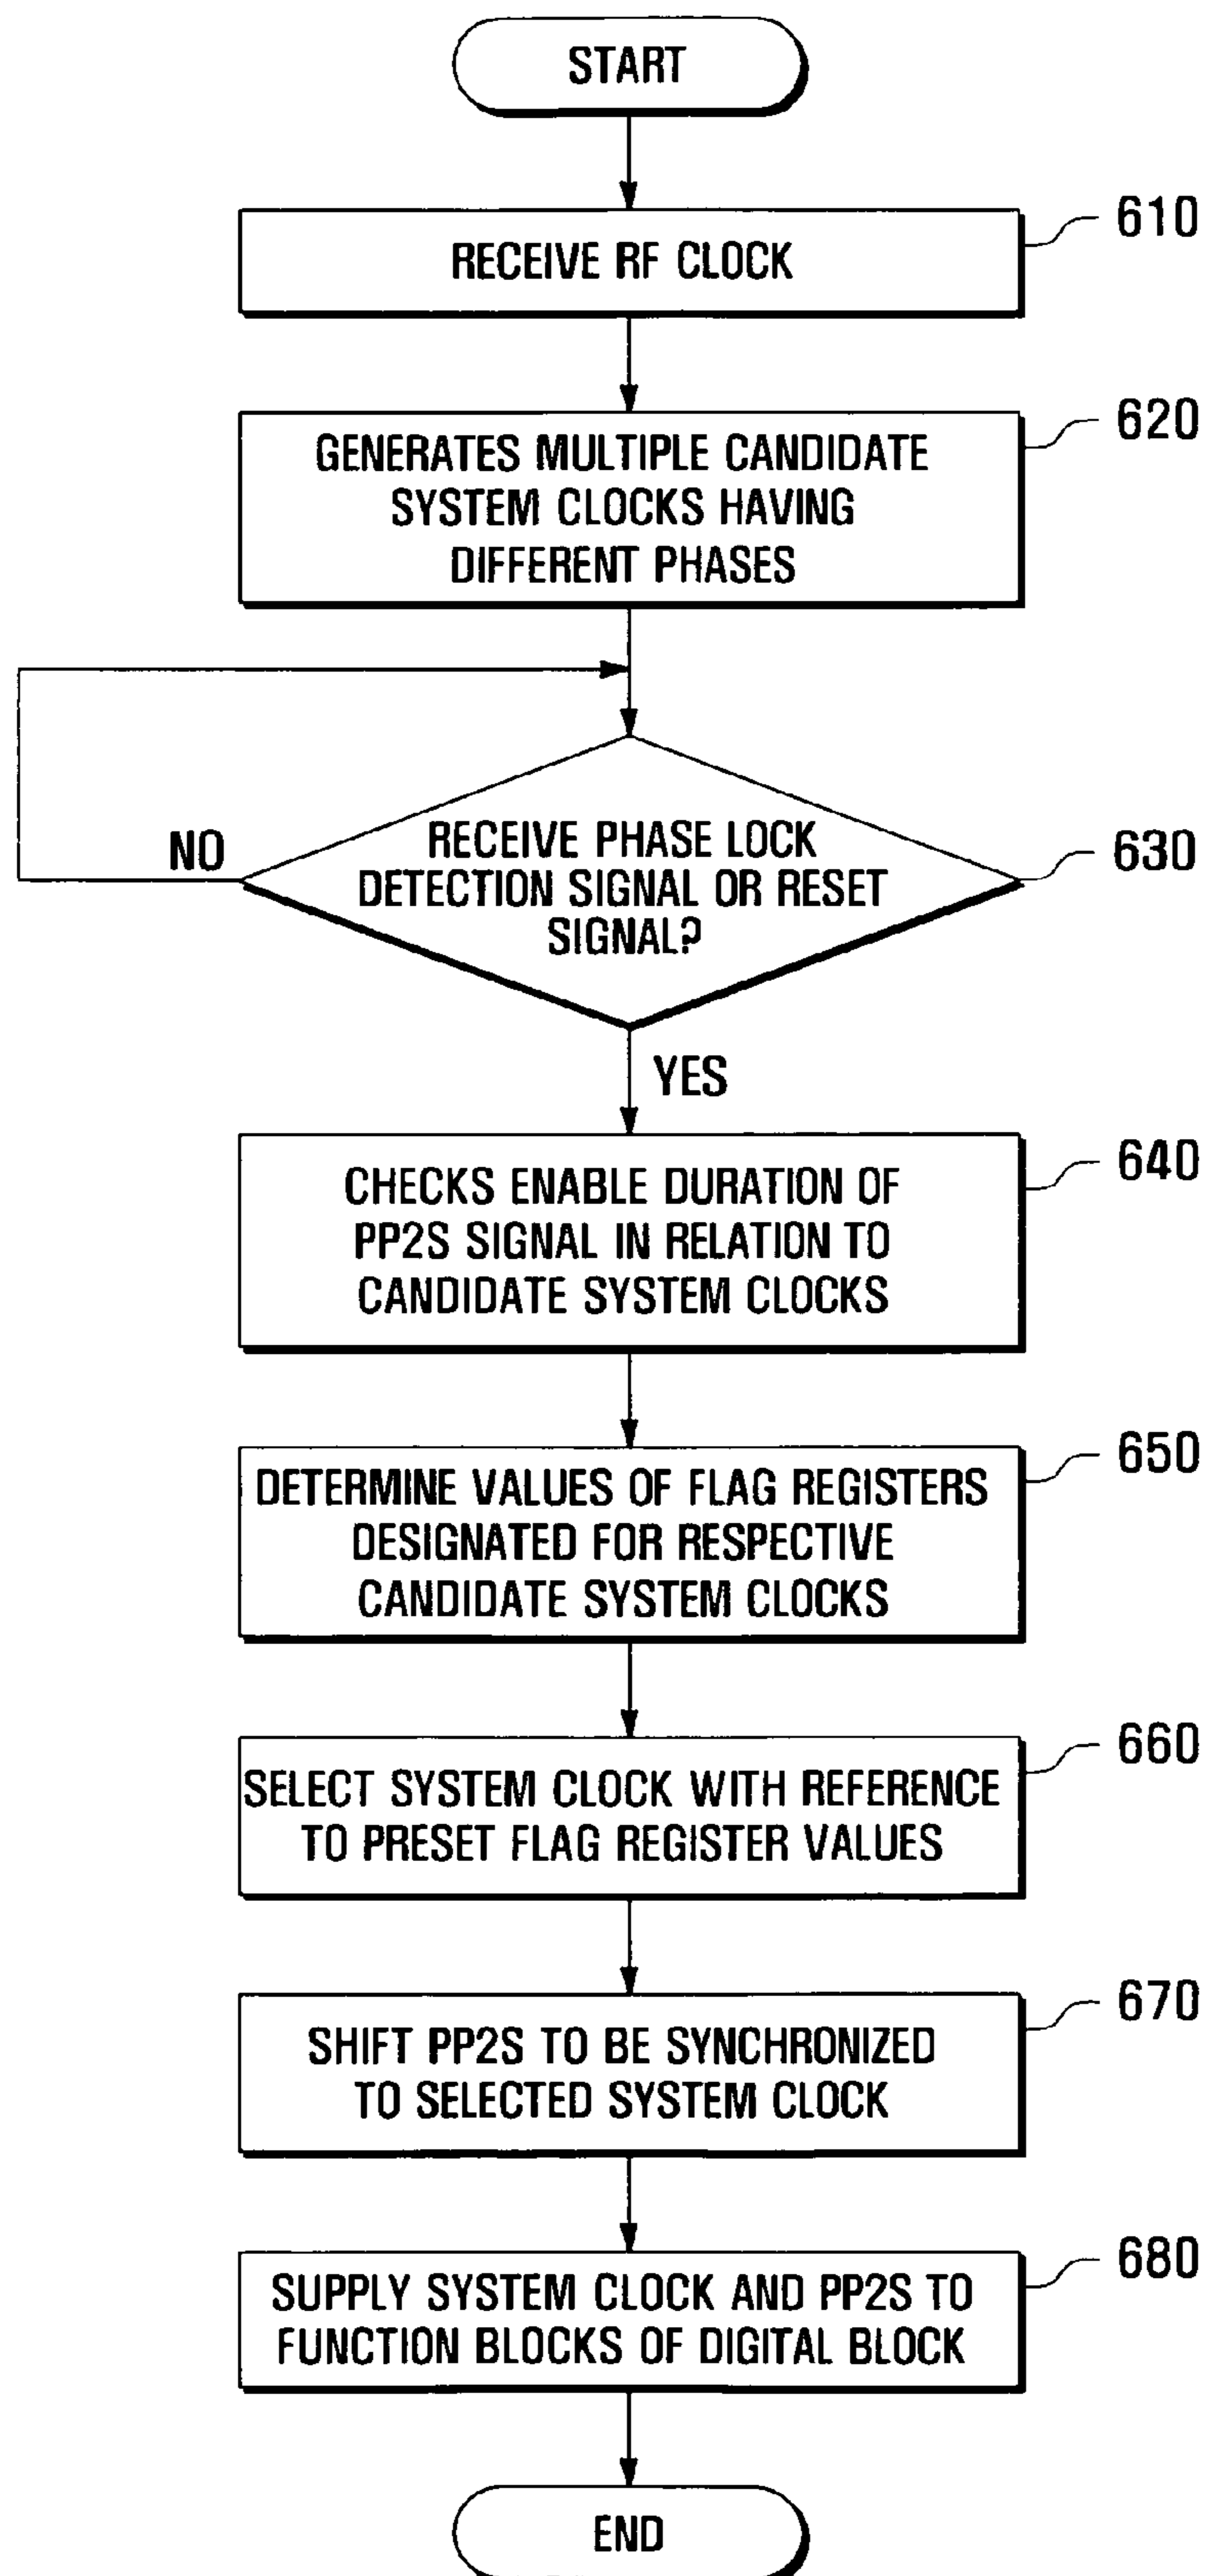 START
610
RECEIVE RF CLOCK
620
GENERATES MULTIPLE CANDIDATE
SYSTEM CLOCKS HAVING
DIFFERENT PHASES
NO
RECEIVE PHASE LOCK
DETECTION SIGNAL OR RESET
SIGNAL?
630
YES
640
CHECKS ENABLE DURATION OF
PP2S SIGNAL IN RELATION TO
CANDIDATE SYSTEM CLOCKS
650
DETERMINE VALUES OF FLAG REGISTERS
DESIGNATED FOR RESPECTIVE
CANDIDATE SYSTEM CLOCKS
660
SELECT SYSTEM CLOCK WITH REFERENCE
TO PRESET FLAG REGISTER VALUES
670
SHIFT PP2S TO BE SYNCHRONIZED
TO SELECTED SYSTEM CLOCK
680
SUPPLY SYSTEM CLOCK AND PP2S TO
FUNCTION BLOCKS OF DIGITAL BLOCK
END